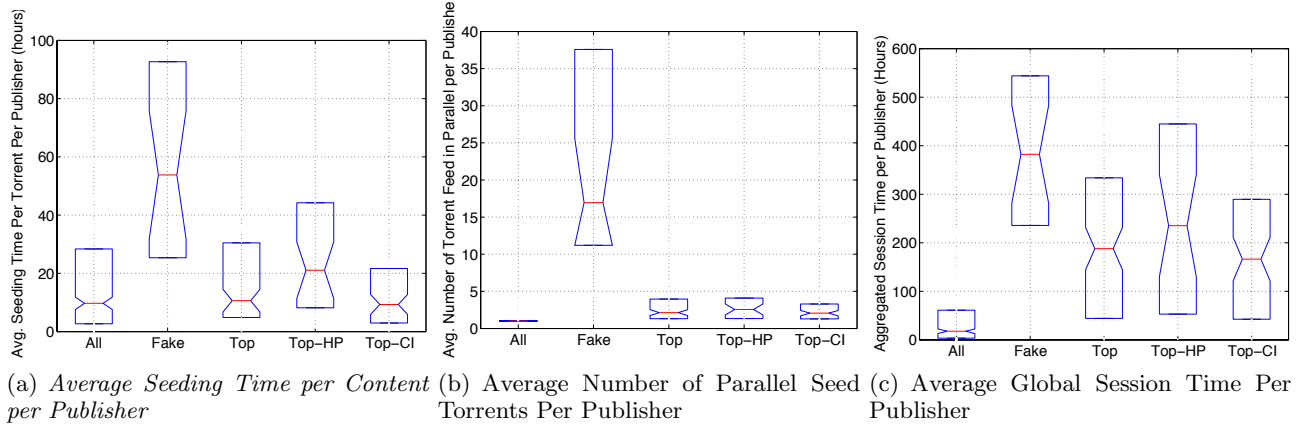 Avg. Seeding Time Per Torrent Per Publisher (hours)
100
80
60
40
20
0
All Fake Top Top-HP Top-CI
(a) Average Seeding Time per Content
per Publisher
Avg. Number of Torrent Feed in Parallel per Publishe
40
35
30
25
20
15
10
5
0
All Fake Top Top-HP Top-CI
(b) Average Number of Parallel Seed
Torrents Per Publisher
Aggregated Session Time per Publisher (Hours)
600
500
400
300
200
100
0
All Fake Top Top-HP Top-CI
(c) Average Global Session Time Per
Publisher